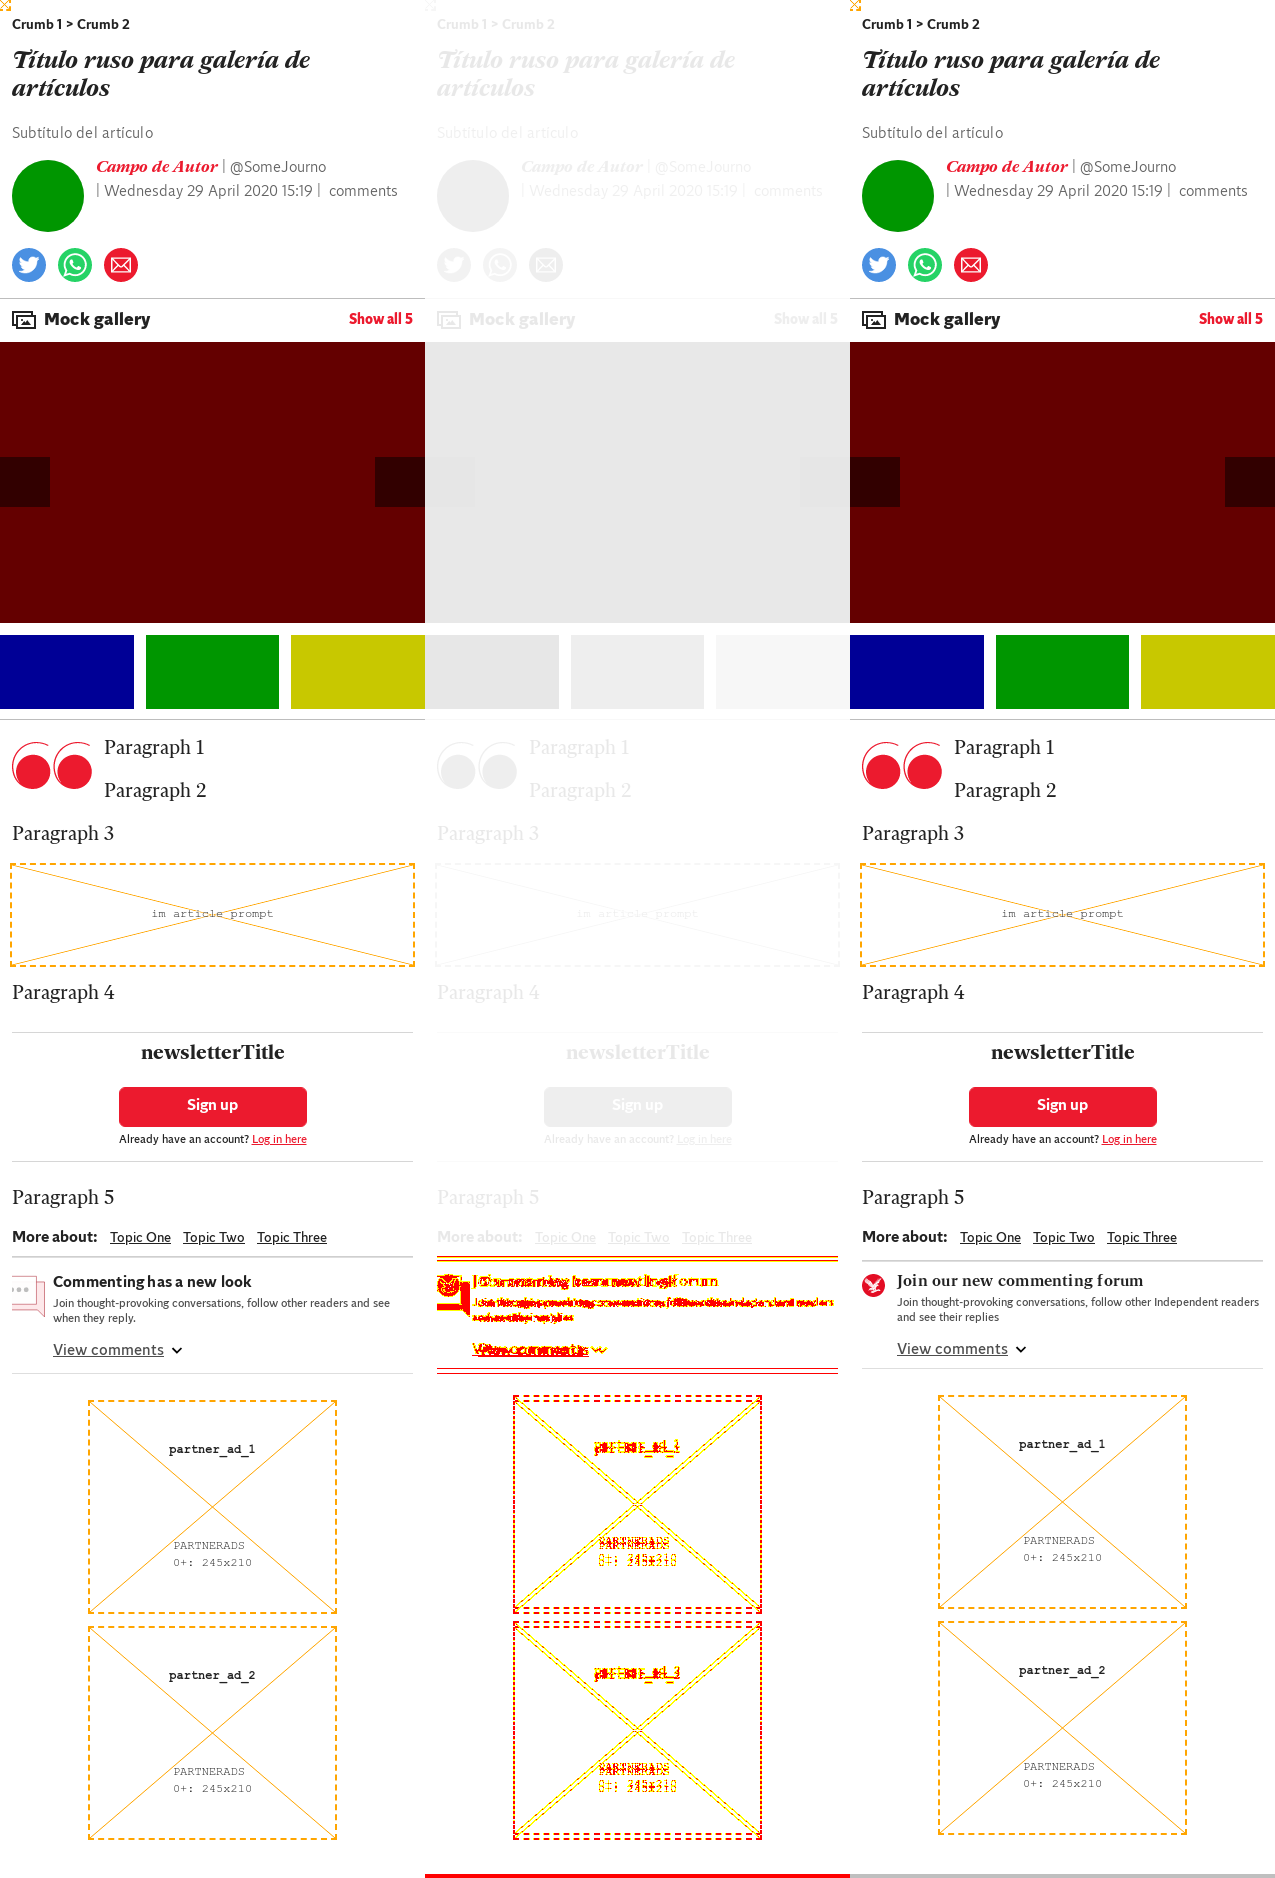 Crumb 1 > Crumb 2
Título ruso para galería de
artículos
Subtítulo del artículo
Campo de Autor | @SomeJourno
| Wednesday 29 April 2020 15:19 | comments
Mock gallery
Show all 5
Paragraph 1
Paragraph 2
Paragraph 3
im article prompt
Paragraph 4
newsletterTitle
Sign up
Already have an account? Log in here
Paragraph 5
More about: Topic One Topic Two Topic Three
Commenting has a new look
Join thought-provoking conversations, follow other readers and see
when they reply.
View comments
partner_ad_1
PARTNERADS
0+: 245x210
partner_ad_2
PARTNERADS
0+: 245x210
Crumb 1 > Crumb 2
Título ruso para galería de
artículos
Subtítulo del artículo
Campo de Autor | @SomeJourno
| Wednesday 29 April 2020 15:19 | comments
Mock gallery
Show all 5
Paragraph 1
Paragraph 2
Paragraph 3
im article prompt
Paragraph 4
newsletterTitle
Sign up
Already have an account? Log in here
Paragraph 5
More about: Topic One Topic Two Topic Three
Crumb 1 > Crumb 2
Título ruso para galería de
artículos
Subtítulo del artículo
Campo de Autor | @SomeJourno
| Wednesday 29 April 2020 15:19 | comments
Mock gallery
Show all 5
Paragraph 1
Paragraph 2
Paragraph 3
im article prompt
Paragraph 4
newsletterTitle
Sign up
Already have an account? Log in here
Paragraph 5
More about: Topic One Topic Two Topic Three
Join our new commenting forum
Join thought-provoking conversations, follow other Independent readers
and see their replies
View comments
partner_ad_1
PARTNERADS
0+: 245x210
partner_ad_2
PARTNERADS
0+: 245x210